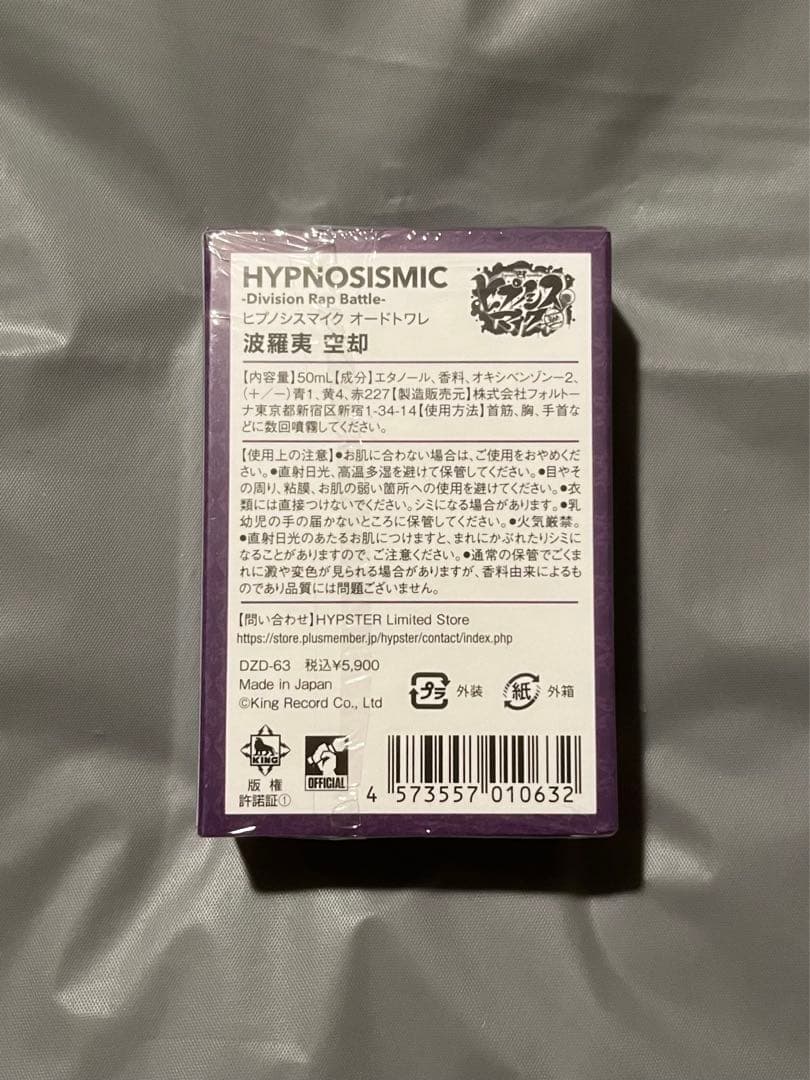 HYPNOSISMIC
-Division Rap Battle-
ヒプノシスマイク オードトワレ
波羅夷 空却
ヒプノシス
マイク
【内容量】50mL【成分】エタノール、香料、オキシベンゾン-2、
(+/-)青1、黄4、赤227【製造販売元】株式会社フォルトー
ナ東京都新宿区新宿1-34-14【使用方法】首筋、胸、手首な
どに数回噴霧してください。
【使用上の注意】●お肌に合わない場合は、ご使用をおやめくだ
さい。●直射日光、高温多湿を避けて保管してください。●目やそ
の周り、粘膜、お肌の弱い箇所への使用を避けてください。●衣
類には直接つけないでください。シミになる場合があります。●乳
幼児の手の届かないところに保管してください。●火気厳禁。
●直射日光のあたるお肌につけますと、まれにかぶれたりシミに
なることがありますので、ご注意ください。●通常の保管でごくま
れに澱や変色が見られる場合がありますが、香料由来によるも
のであり品質には問題ございません。
【問い合わせ】HYPSTER Limited Store
https://store.plusmember.jp/hypster/contact/index.php
DZD-63 税込¥5,900
Made in Japan
©King Record Co., Ltd
プラ 外装
紙 外箱
KING
版権
許諾証①
OFFICIAL
4 573557 010632